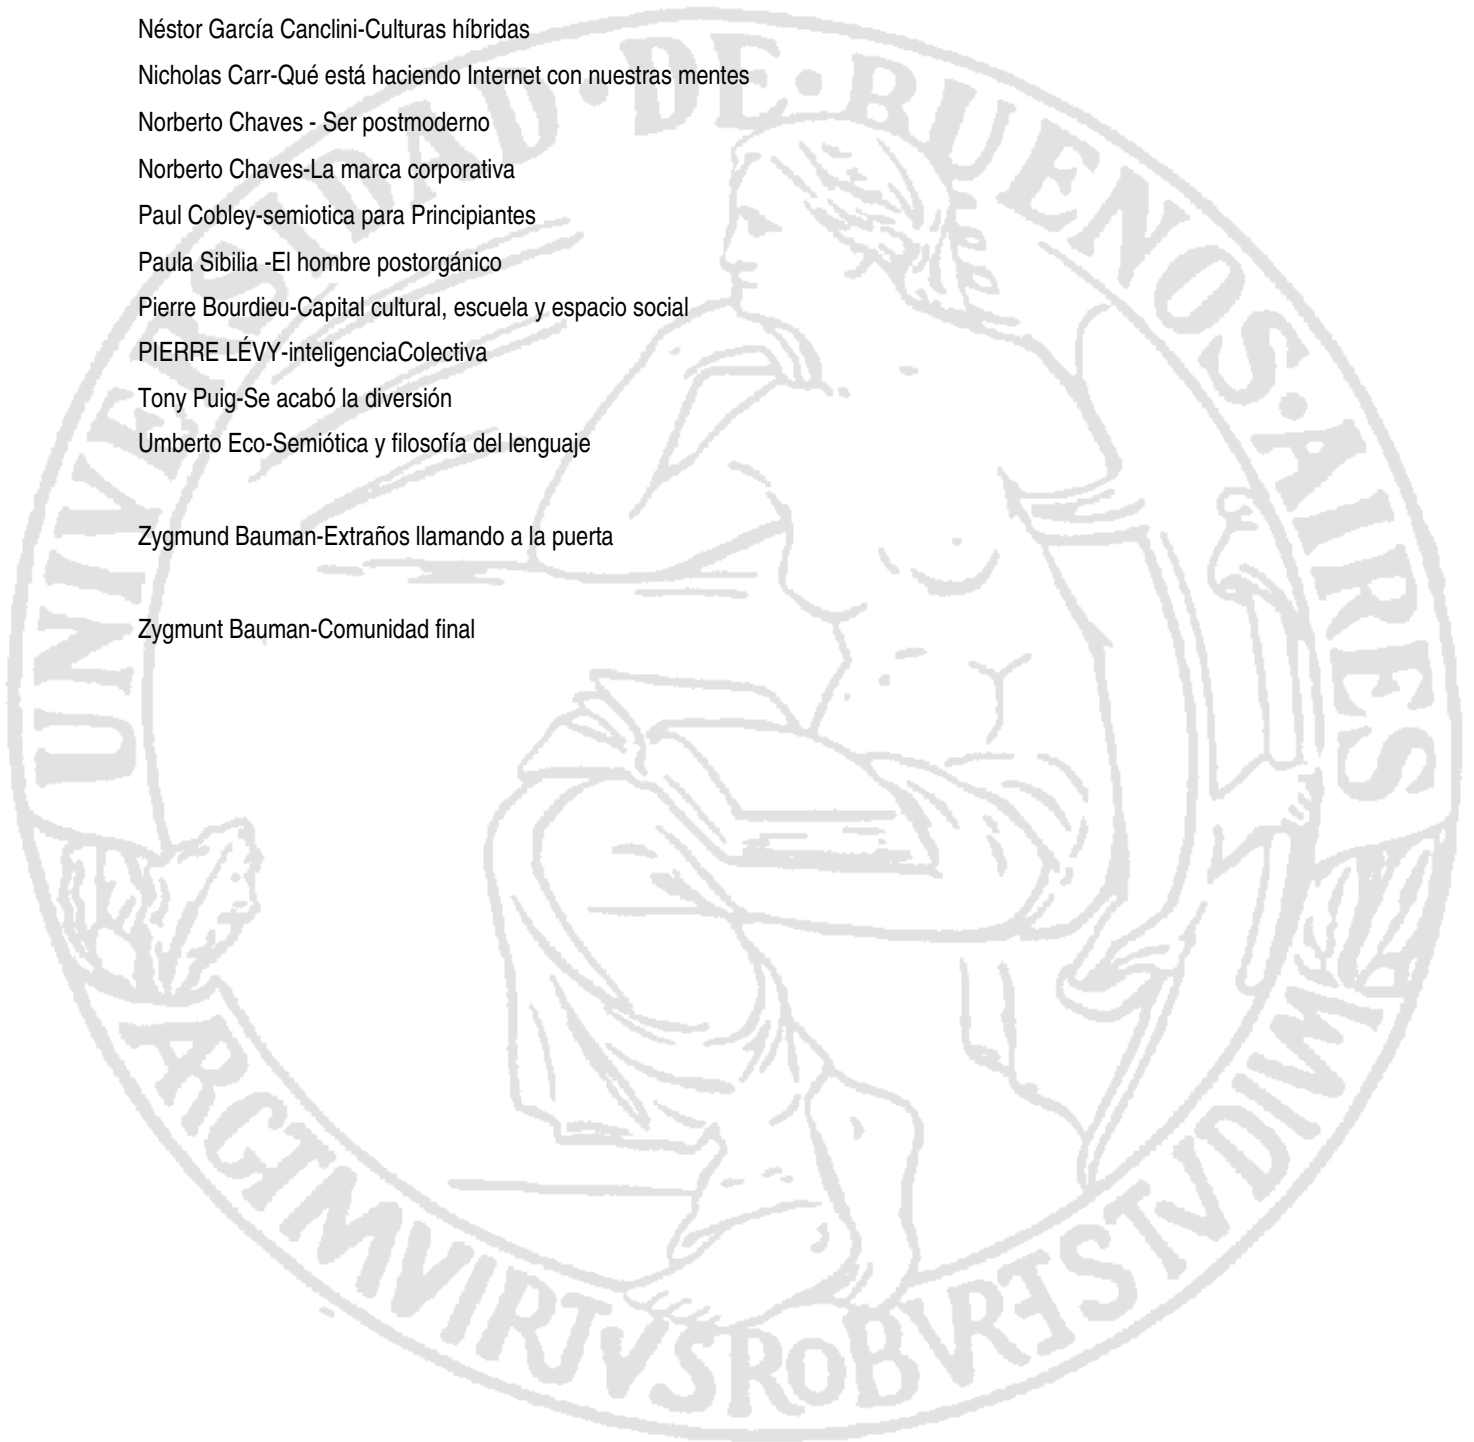 Néstor García Canclini-Culturas híbridas
Nicholas Carr-Qué está haciendo Internet con nuestras mentes
Norberto Chaves - Ser postmoderno
Norberto Chaves-La marca corporativa
Paul Cobley-semiotica para Principiantes
Paula Sibilia -El hombre postorgánico
Pierre Bourdieu-Capital cultural, escuela y espacio social
PIERRE LÉVY-inteligenciaColectiva
Tony Puig-Se acabó la diversión
Umberto Eco-Semiótica y filosofía del lenguaje
Zygmund Bauman-Extraños llamando a la puerta
Zygmunt Bauman-Comunidad final
UNIVERSIDAD·DE·BUENOS·AIRES
ARGTMVIRTVSROBVRETSTVDIVM